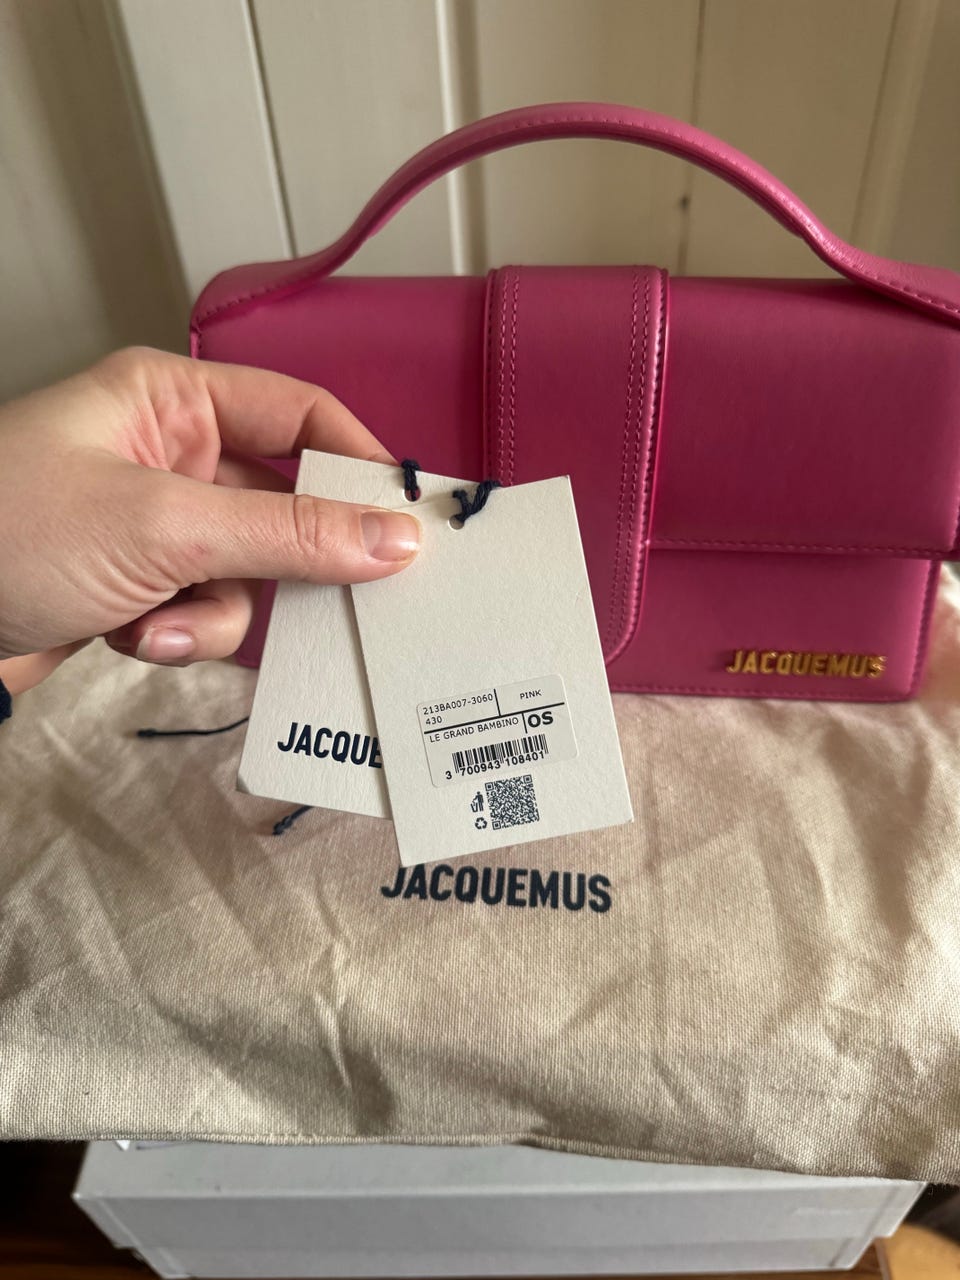 JACQUEMUS
213BA007-3060
430
PINK
LE GRAND BAMBINO
OS
3 700943 108401
JACQUE
JACQUEMUS